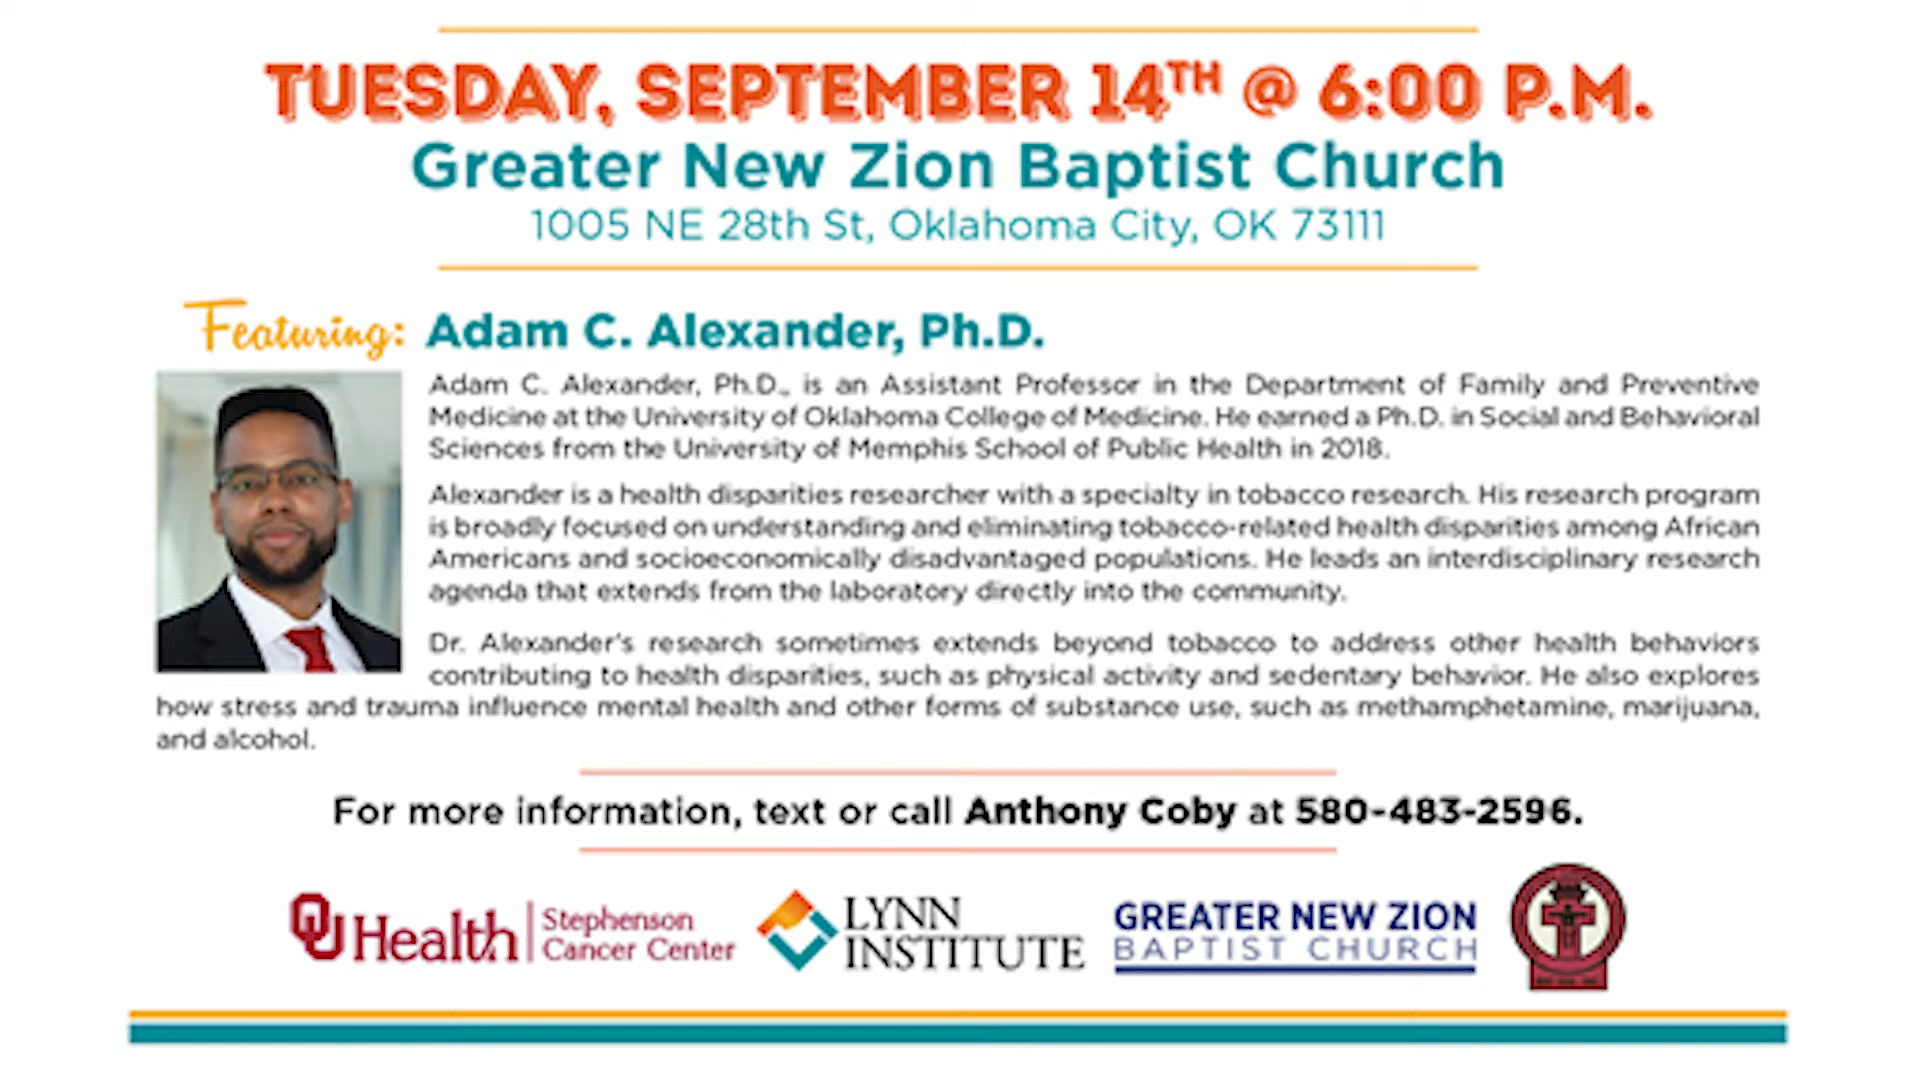 TUESDAY, SEPTEMBER 14TH @ 6:00 P.M.
Greater New Zion Baptist Church
1005 NE 28th St, Oklahoma City, OK 73111
Featuring: Adam C. Alexander, Ph.D.
Adam C. Alexander, Ph.D., is an Assistant Professor in the Department of Family and Preventive
Medicine at the University of Oklahoma College of Medicine. He earned a Ph.D. in Social and Behavioral
Sciences from the University of Memphis School of Public Health in 2018.
Alexander is a health disparities researcher with a specialty in tobacco research. His research program
is broadly focused on understanding and eliminating tobacco-related health disparities among African
Americans and socioeconomically disadvantaged populations. He leads an interdisciplinary research
agenda that extends from the laboratory directly into the community.
Dr. Alexander's research sometimes extends beyond tobacco to address other health behaviors
contributing to health disparities, such as physical activity and sedentary behavior. He also explores
how stress and trauma influence mental health and other forms of substance use, such as methamphetamine, marijuana,
and alcohol.
For more information, text or call Anthony Coby at 580-483-2596.
OU Health Stephenson
Cancer Center
LYNN
INSTITUTE
GREATER NEW ZION
BAPTIST CHURCH